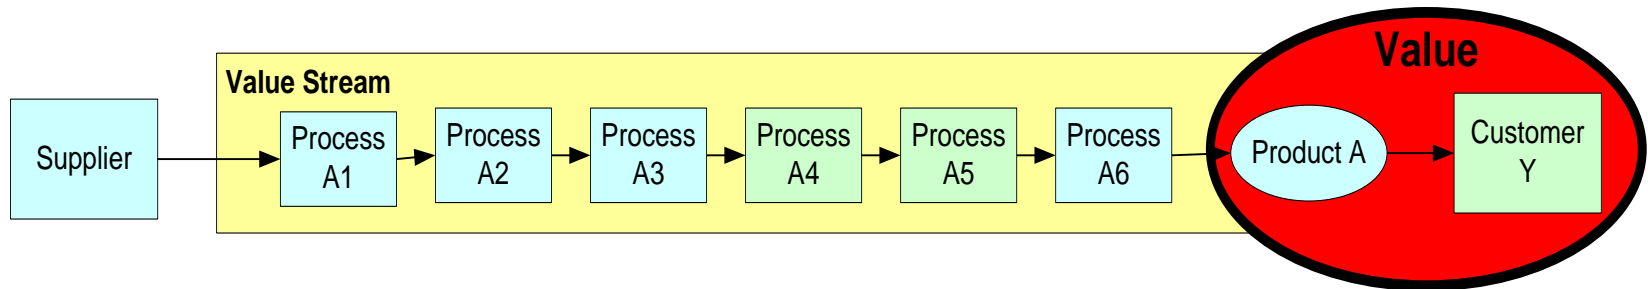 Value
Value Stream
Supplier
Process
A1
Process
A2
Process
A3
Process
A4
Process
A5
Process
A6
Product A
Customer
Y